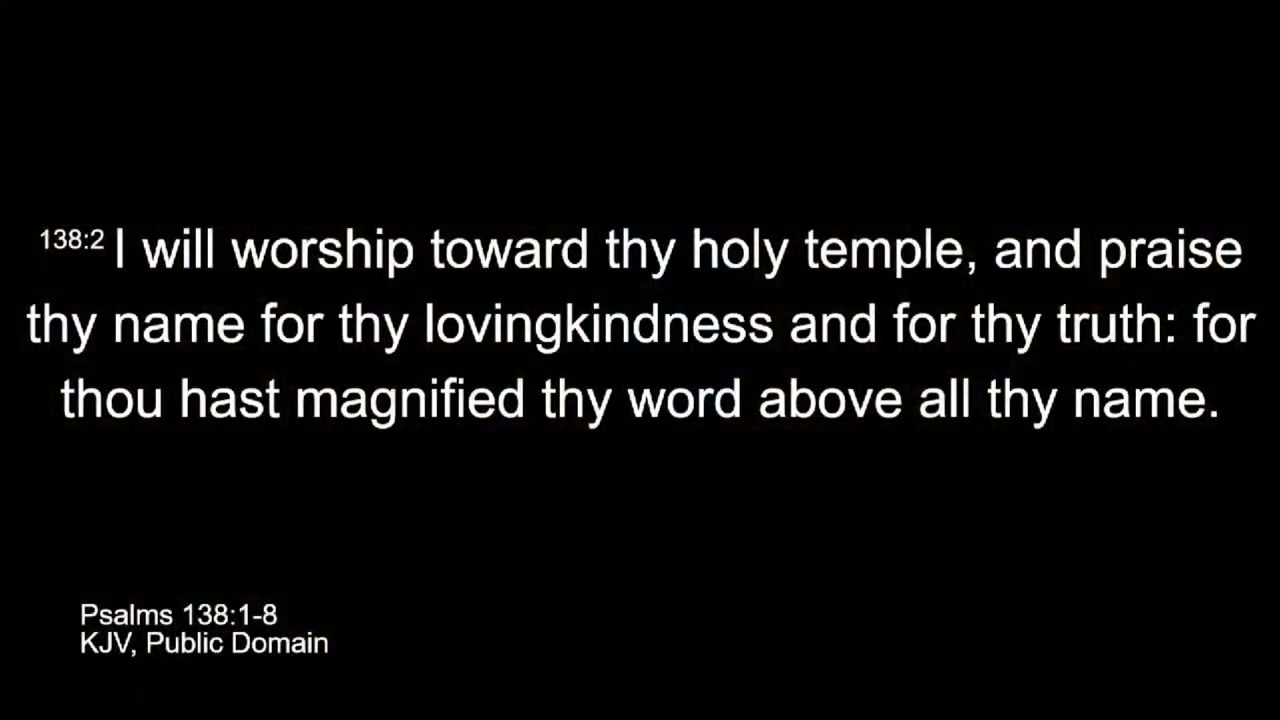 138:2 I will worship toward thy holy temple, and praise
thy name for thy lovingkindness and for thy truth: for
thou hast magnified thy word above all thy name.
Psalms 138:1-8
KJV, Public Domain